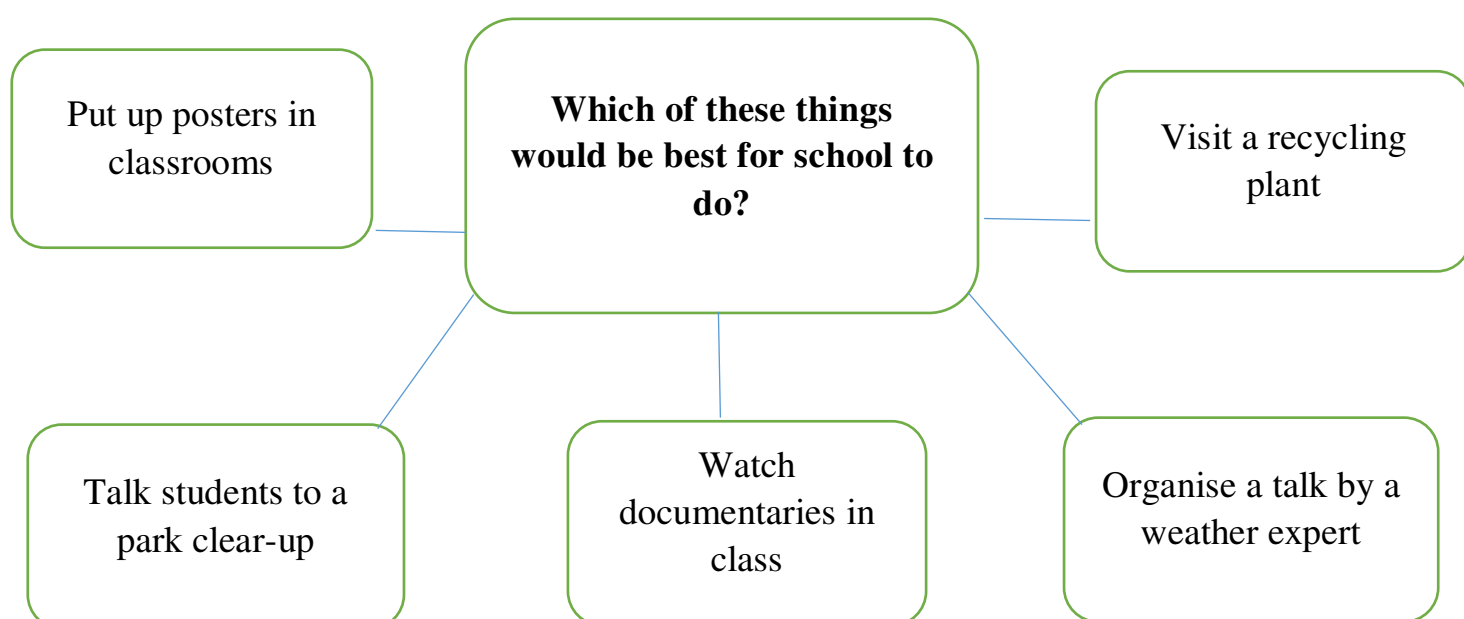 Put up posters in
classrooms
Which of these things
would be best for school to
do?
Visit a recycling
plant
Talk students to a
park clear-up
Watch
documentaries in
class
Organise a talk by a
weather expert